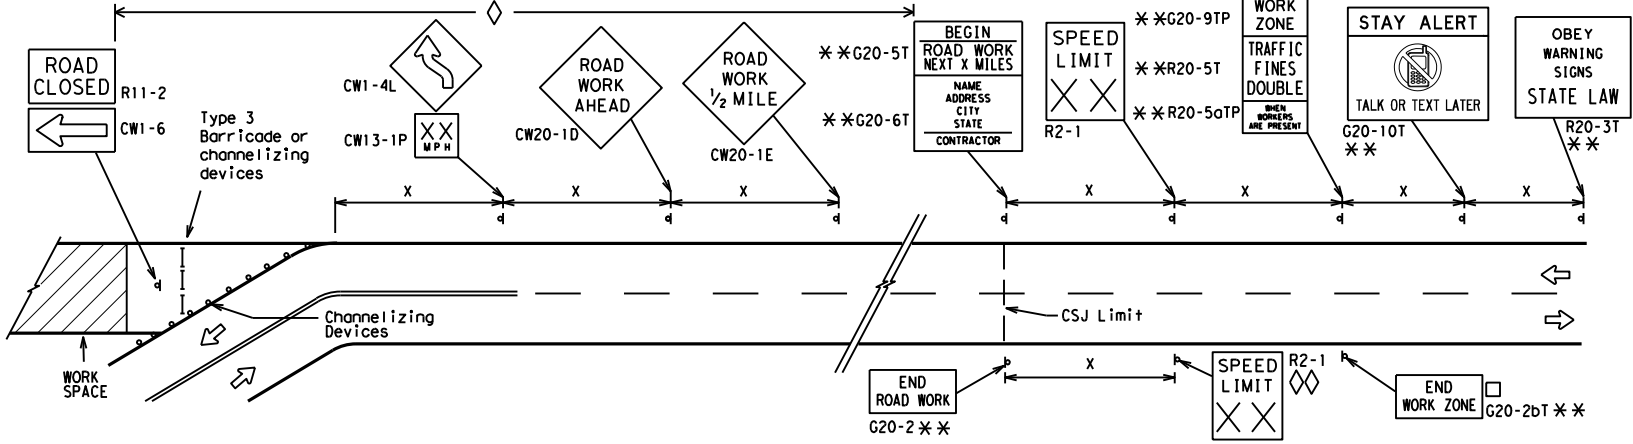 ROAD
CLOSED
R11-2
CW1-6
Type 3
Barricade or
channelizing
devices
CW1-4L
XX
MPH
CW13-1P
ROAD
WORK
AHEAD
CW20-1D
ROAD
WORK
1/2 MILE
CW20-1E
**G20-5T
**G20-6T
BEGIN
ROAD WORK
NEXT X MILES
NAME
ADDRESS
CITY
STATE
CONTRACTOR
SPEED
LIMIT
XX
R2-1
**G20-9TP
**R20-5T
**R20-5aTP
WORK
ZONE
TRAFFIC
FINES
DOUBLE
WHEN
WORKERS
ARE PRESENT
STAY ALERT
TALK OR TEXT LATER
G20-10T
**
OBEY
WARNING
SIGNS
STATE LAW
R20-3T
**
X
X
X
X
X
X
X
Channelizing
Devices
WORK
SPACE
CSJ Limit
END
ROAD WORK
G20-2 **
X
SPEED
LIMIT
XX
R2-1
END
WORK ZONE
G20-2bT **